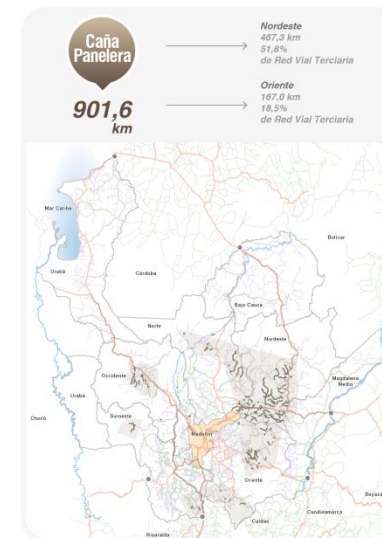 Caña
Panelera
901,6
km
Nordeste
467,3 km
51,8%
de Red Vial Terciaria
Oriente
167,0 km
18,5%
de Red Vial Terciaria
Mar Caribe
Bolívar
Urabá
Córdoba
Bajo Cauca
Norte
Nordeste
Occidente
Magdalena
Medio
Urabá
Suroeste
Chocó
Medellín
Oriente
Boyacá
Caldas
Cundinamarca
Risaralda